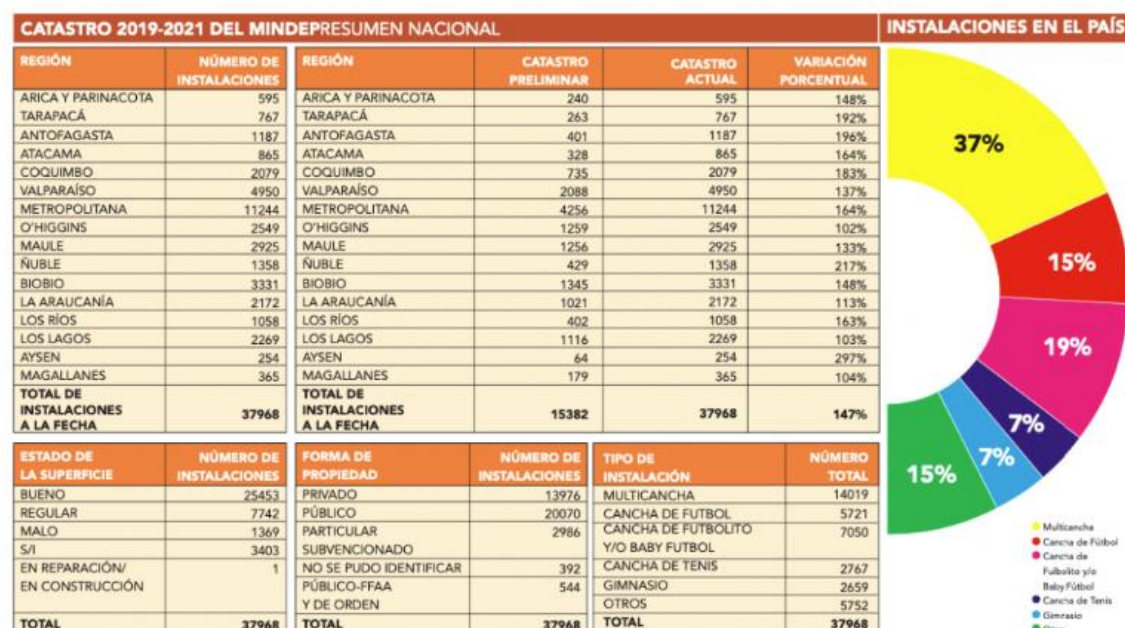 CATASTRO 2019-2021 DEL MINDEPRESUMEN NACIONAL
INSTALACIONES EN EL PAÍS
REGIÓN NÚMERO DE INSTALACIONES
ARICA Y PARINACOTA 595
TARAPACÁ 767
ANTOFAGASTA 1187
ATACAMA 865
COQUIMBO 2079
VALPARAÍSO 4950
METROPOLITANA 11244
O'HIGGINS 2549
MAULE 2925
ÑUBLE 1358
BIOBIO 3331
LA ARAUCANÍA 2172
LOS RÍOS 1058
LOS LAGOS 2269
AYSEN 254
MAGALLANES 365
TOTAL DE
INSTALACIONES 37968
A LA FECHA
REGIÓN CATASTRO PRELIMINAR CATASTRO ACTUAL VARIACIÓN PORCENTUAL
ARICA Y PARINACOTA 240 595 148%
TARAPACÁ 263 767 192%
ANTOFAGASTA 401 1187 196%
ATACAMA 328 865 164%
COQUIMBO 735 2079 183%
VALPARAÍSO 2088 4950 137%
METROPOLITANA 4256 11244 164%
O'HIGGINS 1259 2549 102%
MAULE 1256 2925 133%
ÑUBLE 429 1358 217%
BIOBIO 1345 3331 148%
LA ARAUCANÍA 1021 2172 113%
LOS RÍOS 402 1058 163%
LOS LAGOS 1116 2269 103%
AYSEN 64 254 297%
MAGALLANES 179 365 104%
TOTAL DE
INSTALACIONES 15382 37968 147%
A LA FECHA
37%
15%
19%
7%
7%
15%
ESTADO DE LA SUPERFICIE NÚMERO DE INSTALACIONES
BUENO 25453
REGULAR 7742
MALO 1369
S/I 3403
EN REPARACIÓN/ 1
EN CONSTRUCCIÓN
TOTAL 37968
FORMA DE PROPIEDAD NÚMERO DE INSTALACIONES
PRIVADO 13976
PÚBLICO 20070
PARTICULAR 2986
SUBVENCIONADO
NO SE PUDO IDENTIFICAR 392
PÚBLICO-FFAA 544
Y DE ORDEN
TOTAL 37968
TIPO DE INSTALACIÓN NÚMERO TOTAL
MULTICANCHA 14019
CANCHA DE FUTBOL 5721
CANCHA DE FUTBOLITO 7050
Y/O BABY FUTBOL
CANCHA DE TENIS 2767
GIMNASIO 2659
OTROS 5752
TOTAL 37968
Multicancha
Cancha de Fútbol
Cancha de
Futbolito y/o
Baby Fútbol
Cancha de Tenis
Gimnasio